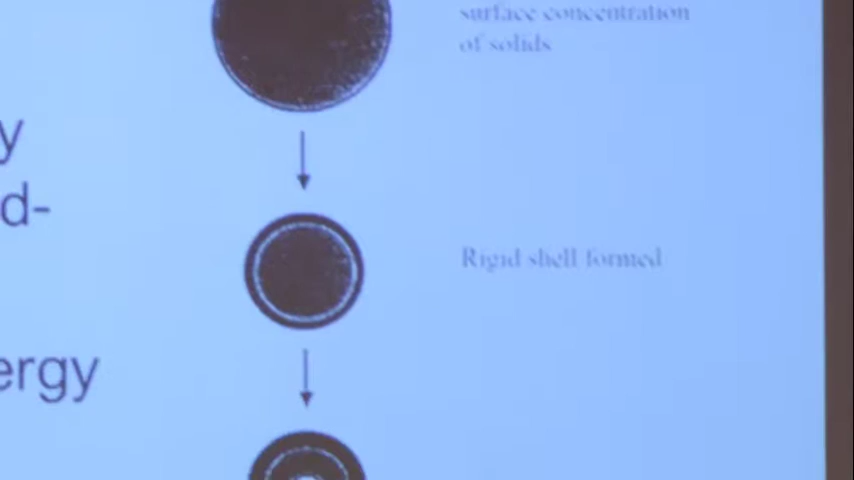 surface concentration
of solids
y
d-
Rigid shell formed
ergy